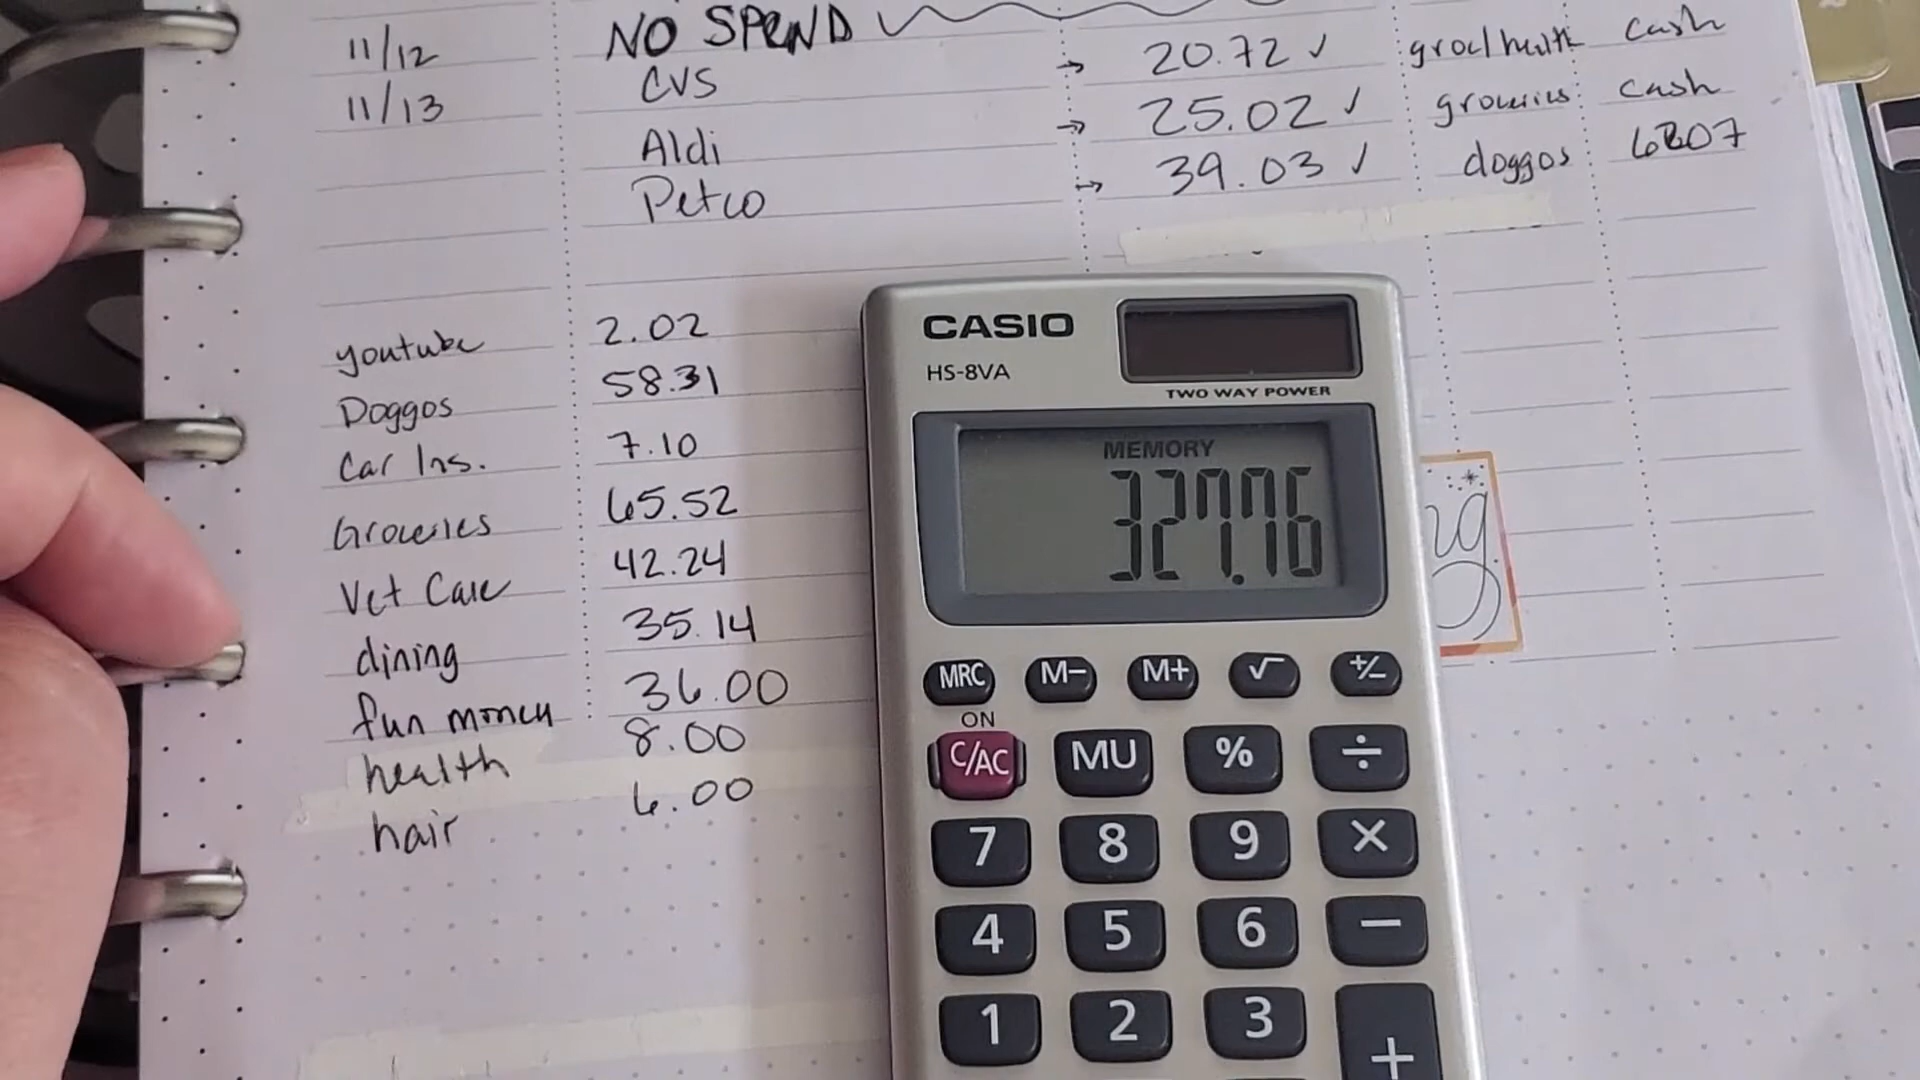 11/12 NO SPEND
11/13 CVS → 20.72 ✓ groc/health cash
Aldi → 25.02 ✓ groceries cash
Petco → 39.03 ✓ doggos
youtube 2.02
Doggos 58.31
Car Ins. 7.10
Groceries 65.52
Vet Care 42.24
dining 35.14
fun money 36.00
health 8.00
hair 6.00
CASIO
HS-8VA
TWO WAY POWER
MEMORY
327.76
MRC M− M+ √ +/−
ON
C/AC MU % ÷
7 8 9 ×
4 5 6 −
1 2 3 +